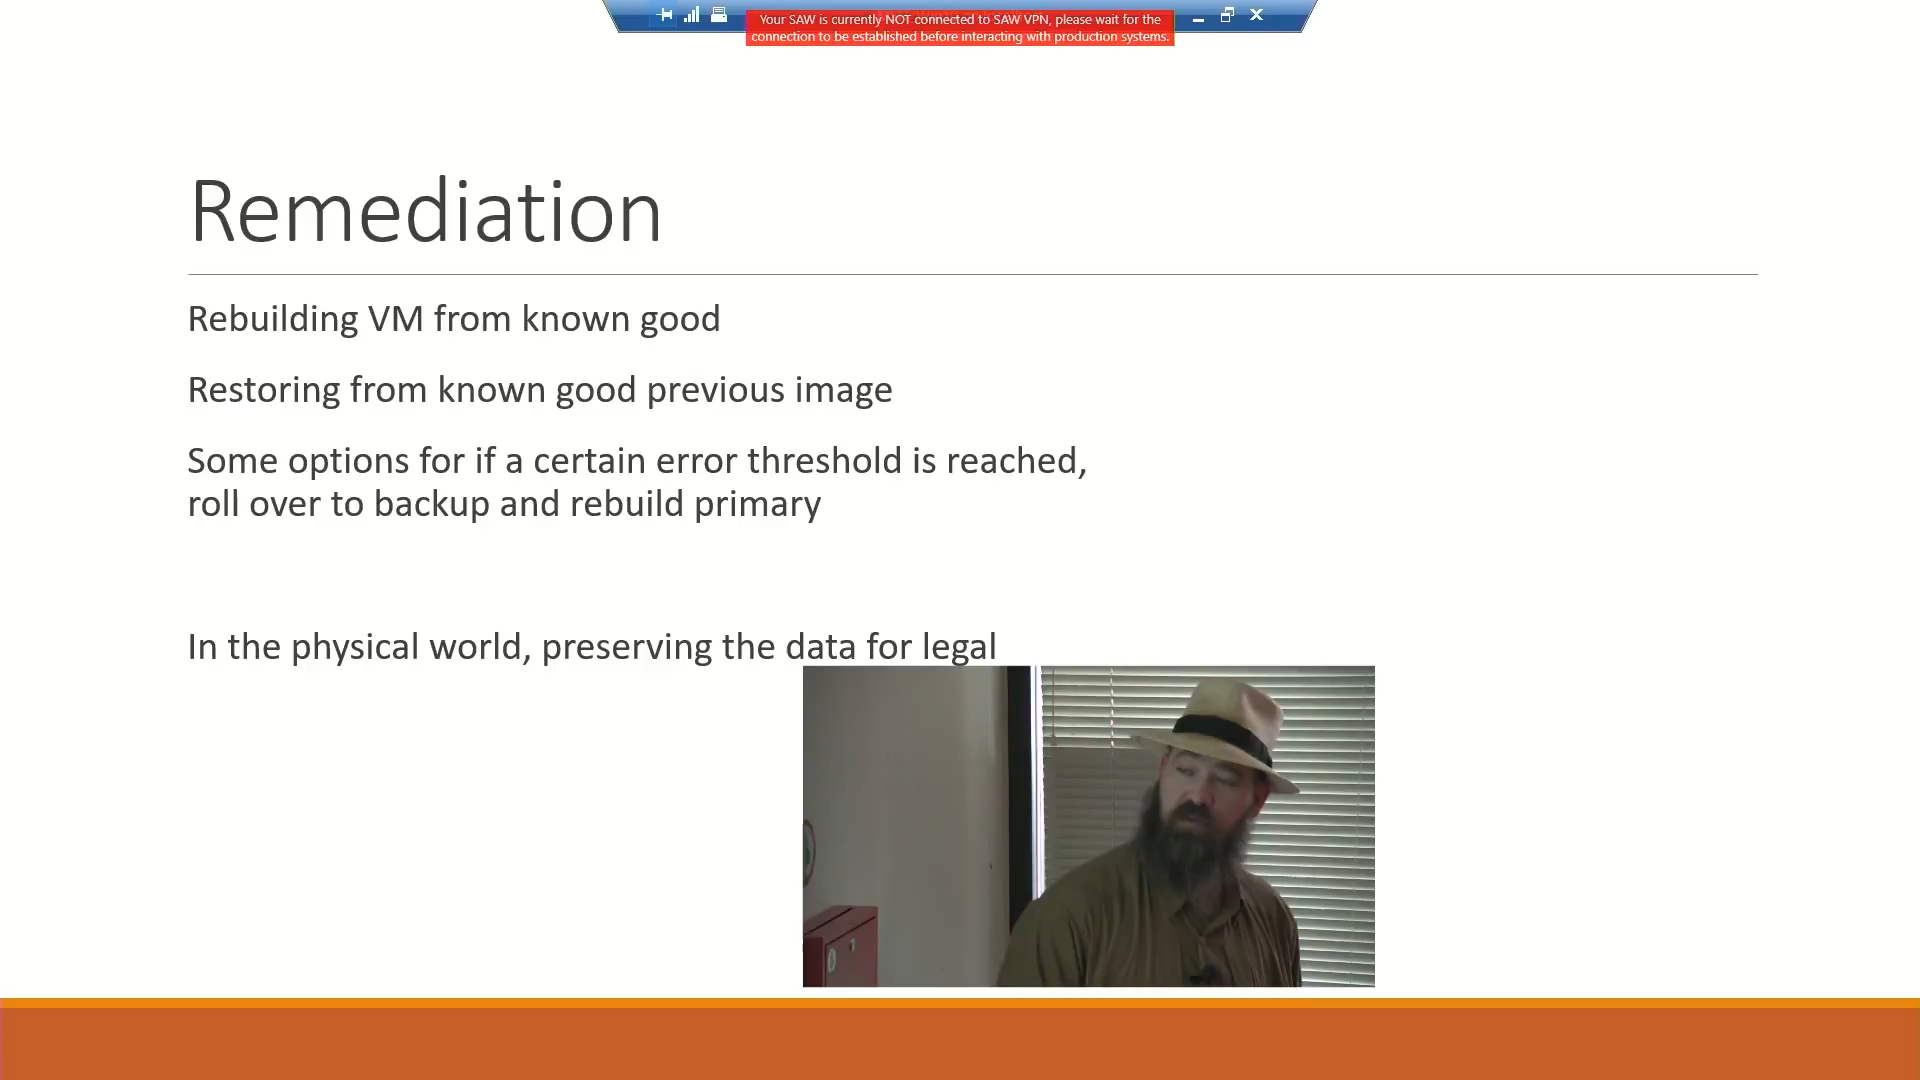 Your SAW is currently NOT connected to SAW VPN, please wait for the
connection to be established before interacting with production systems.
Remediation
Rebuilding VM from known good
Restoring from known good previous image
Some options for if a certain error threshold is reached,
roll over to backup and rebuild primary
In the physical world, preserving the data for legal